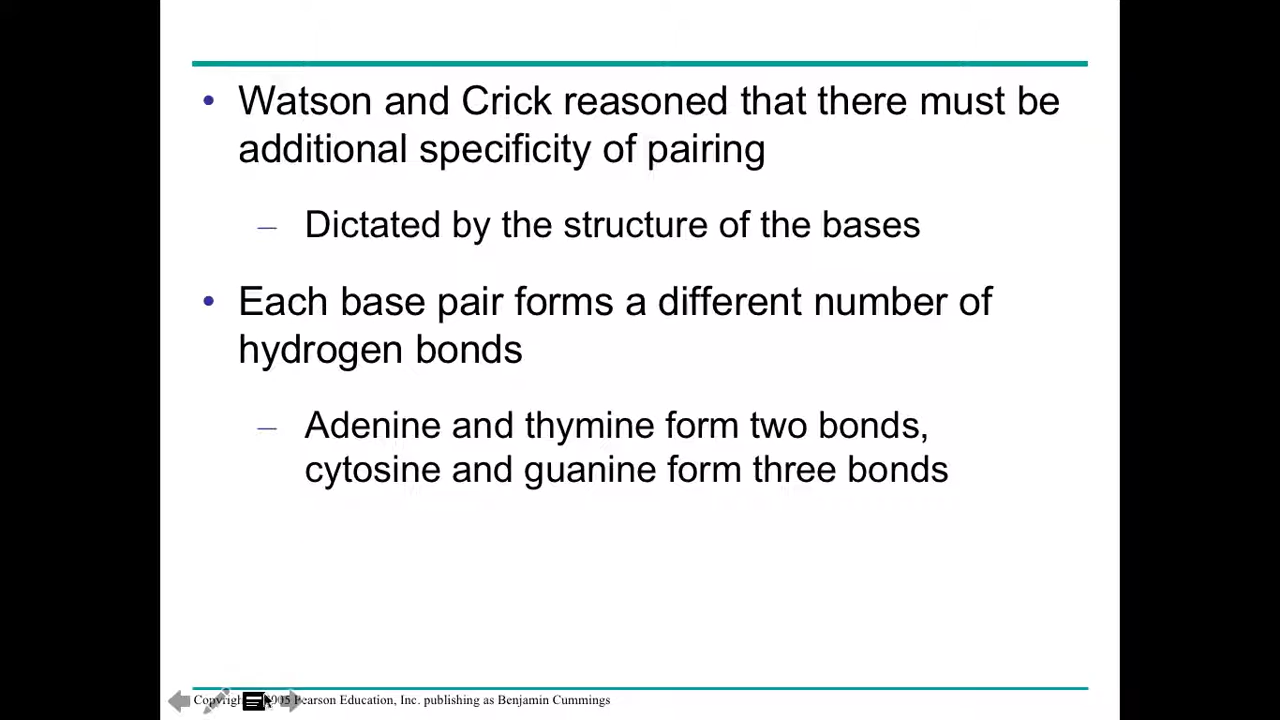 • Watson and Crick reasoned that there must be
additional specificity of pairing
– Dictated by the structure of the bases
• Each base pair forms a different number of
hydrogen bonds
– Adenine and thymine form two bonds,
cytosine and guanine form three bonds
Pearson Education, Inc. publishing as Benjamin Cummings